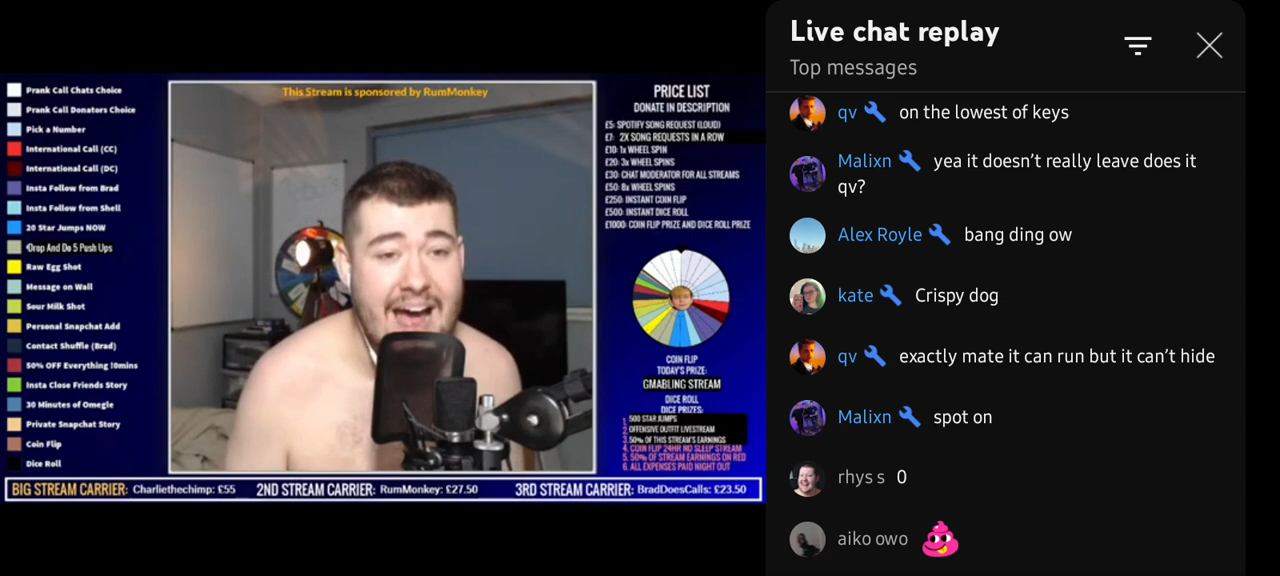 Prank Call Chats Choice
Prank Call Donators Choice
Pick a Number
International Call (CC)
International Call (DC)
Insta Follow from Brad
Insta Follow from Shell
20 Star Jumps NOW
Drop And Do 5 Push Ups
Raw Egg Shot
Message on Wall
Sour Milk Shot
Personal Snapchat Add
Contact Shuffle (Brad)
50% OFF Everything 10mins
Insta Close Friends Story
30 Minutes of Omegle
Private Snapchat Story
Coin Flip
Dice Roll
This Stream is sponsored by RumMonkey
PRICE LIST
DONATE IN DESCRIPTION
£5: SPOTIFY SONG REQUEST (LOUD)
£7: 2X SONG REQUESTS IN A ROW
£10: 1x WHEEL SPIN
£20: 3x WHEEL SPINS
£30: CHAT MODERATOR FOR ALL STREAMS
£50: 8x WHEEL SPINS
£250: INSTANT COIN FLIP
£500: INSTANT DICE ROLL
£1000: COIN FLIP PRIZE AND DICE ROLL PRIZE
COIN FLIP
TODAY'S PRIZE:
GMABLING STREAM
DICE ROLL
DICE PRIZES:
1. 500 STAR JUMPS
2. OFFENSIVE OUTFIT LIVESTREAM
3. 50% OF THIS STREAM'S EARNINGS
4. COIN FLIP 24HR NO SLEEP STREAM
5. 50% OF STREAM EARNINGS ON RED
6. ALL EXPENSES PAID NIGHT OUT
BIG STREAM CARRIER: Charliethechimp: £55 2ND STREAM CARRIER: RumMonkey: £27.50 3RD STREAM CARRIER: BradDoesCalls: £23.50
Live chat replay
Top messages
qv on the lowest of keys
Malixn yea it doesn't really leave does it
qv?
Alex Royle bang ding ow
kate Crispy dog
qv exactly mate it can run but it can't hide
Malixn spot on
rhys s 0
aiko owo